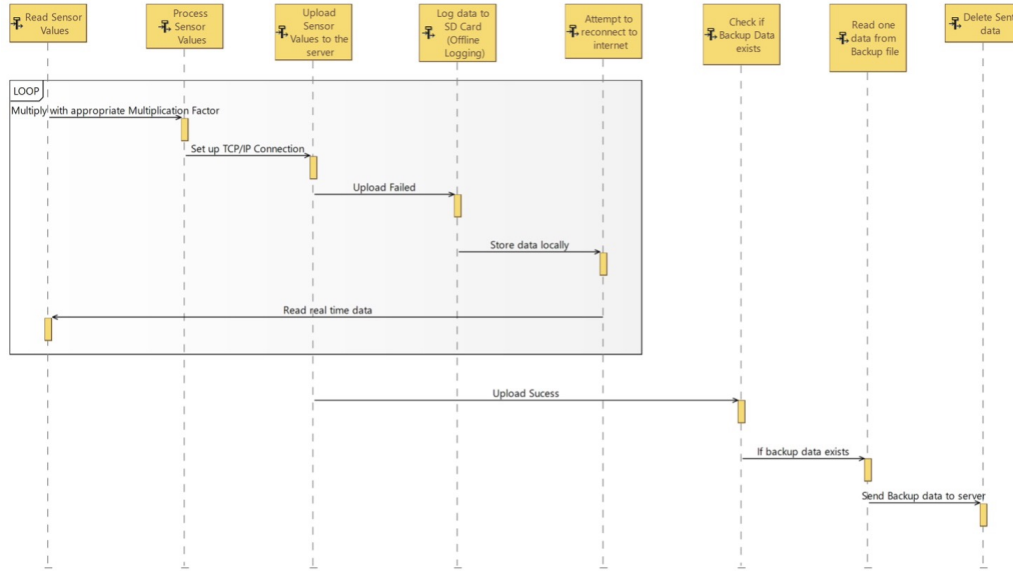 Read Sensor
Values
Process
Sensor
Values
Upload
Sensor
Values to the
server
Log data to
SD Card
(Offline
Logging)
Attempt to
reconnect to
internet
Check if
Backup Data
exists
Read one
data from
Backup file
Delete Sent
data
LOOP
Multiply with appropriate Multiplication Factor
Set up TCP/IP Connection
Upload Failed
Store data locally
Read real time data
Upload Sucess
If backup data exists
Send Backup data to server